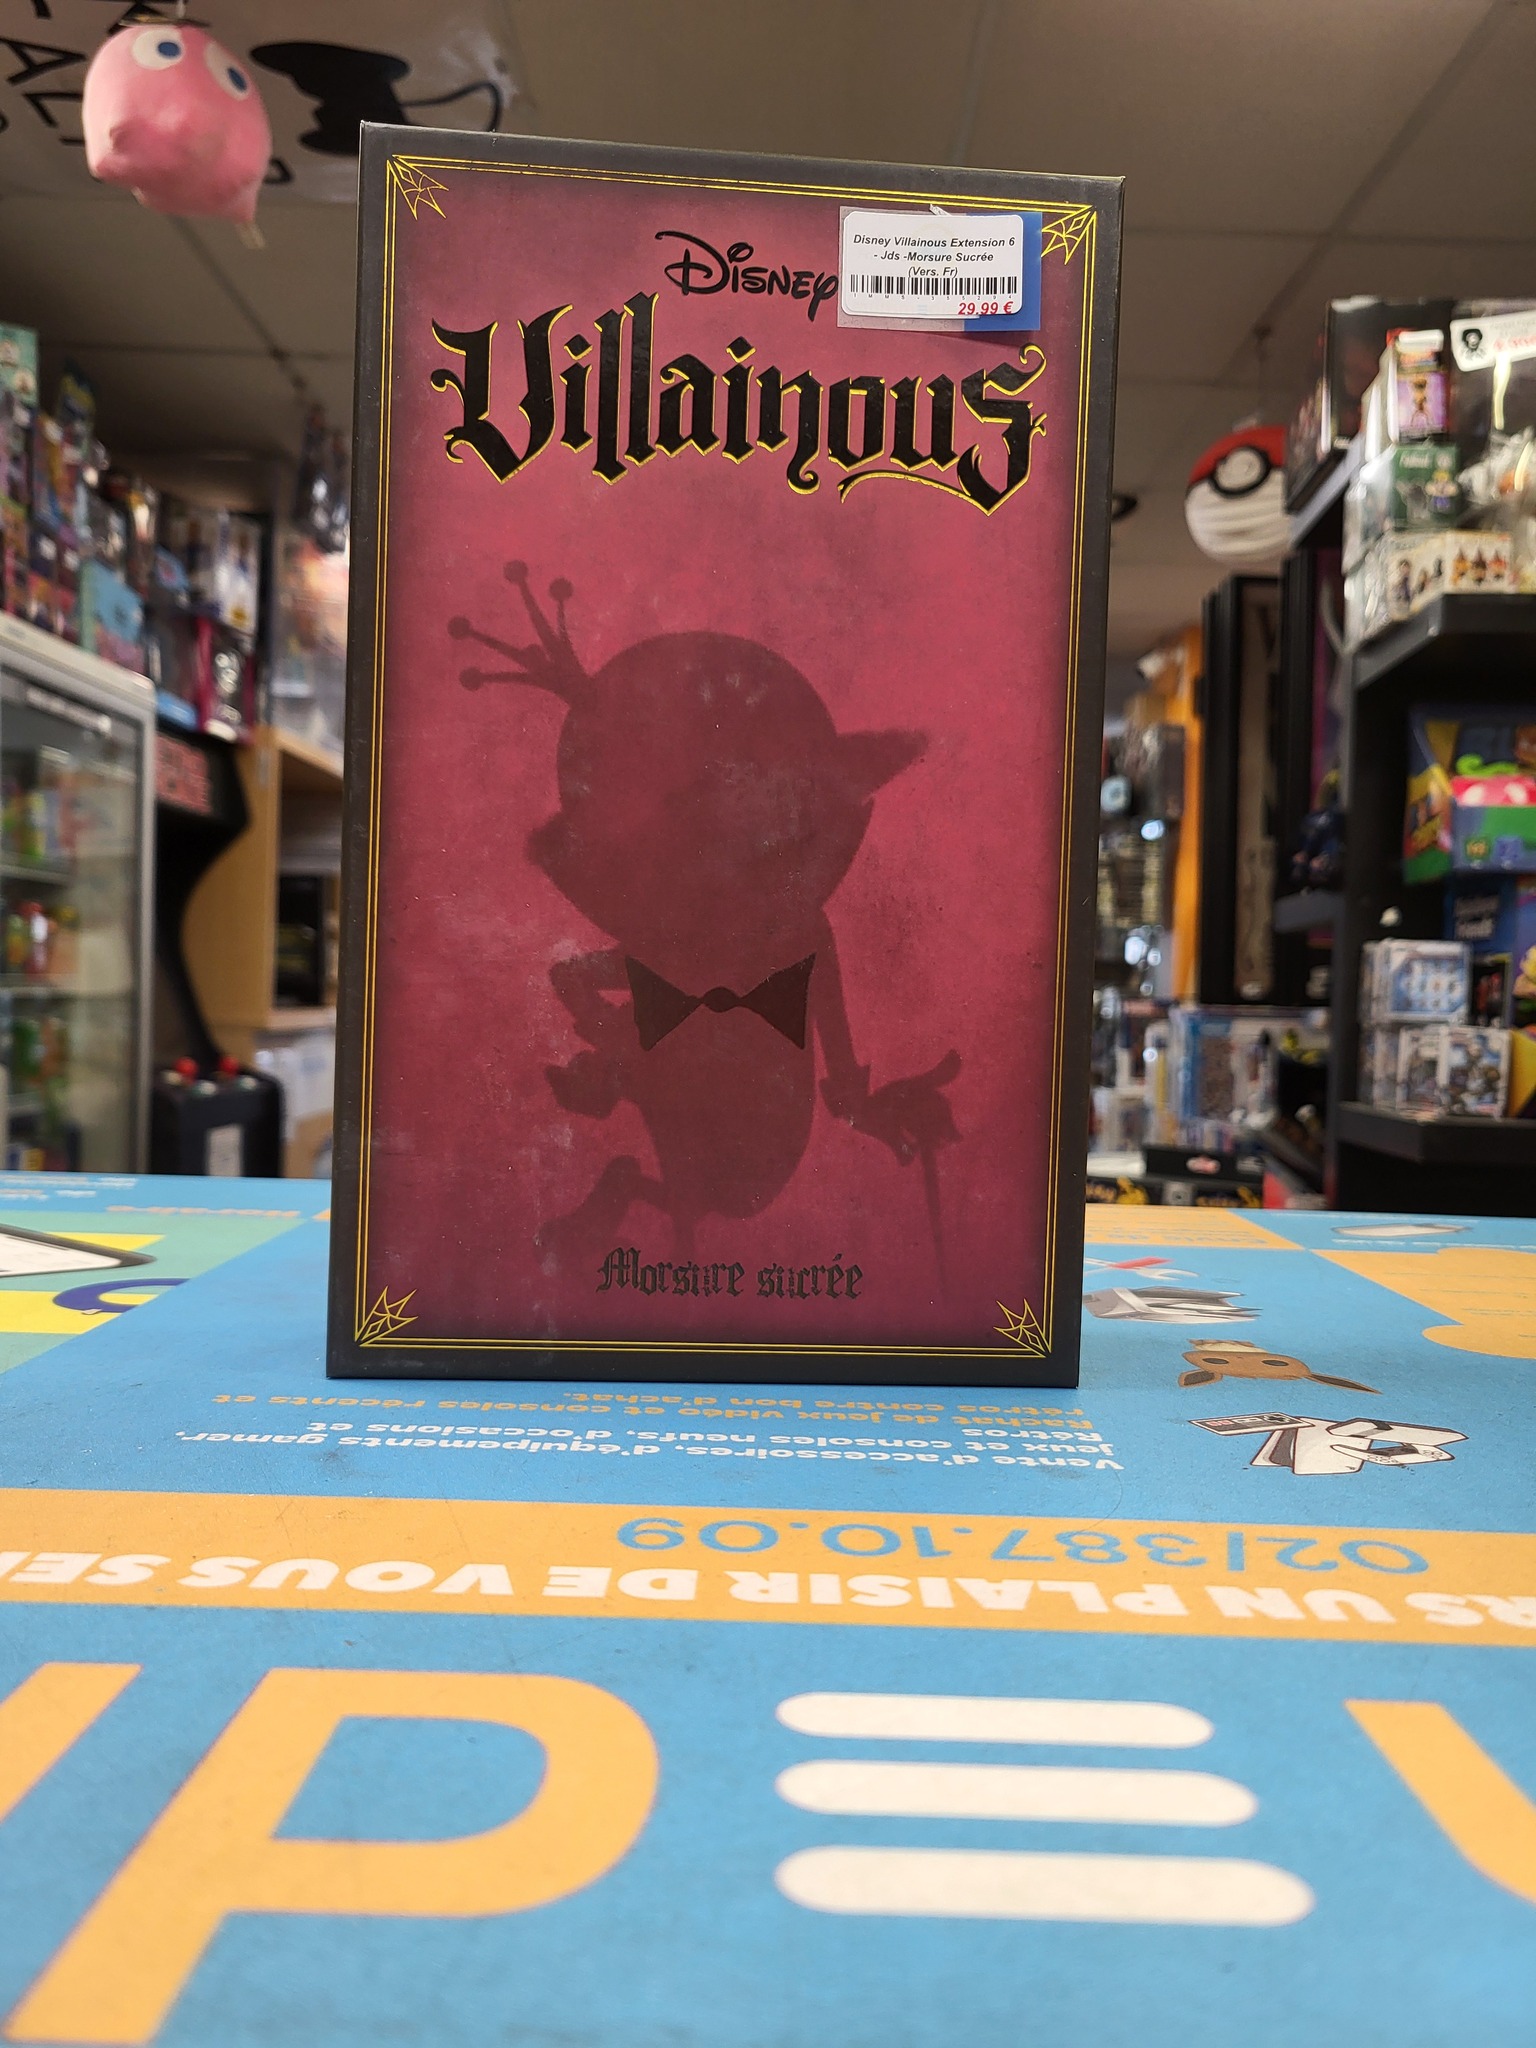 Disney
Villainous
Disney Villainous Extension 6
- Jds -Morsure Sucrée
(Vers. Fr)
29.99 €
Morsure sucrée
Vente d'accessoires, d'équipements gamer,
jeux et consoles neufs, d'occasions et
Rétros
Rachat de jeux vidéo et consoles récents et
rétros contre bon d'achat.
02/387.10.09
RS UN PLAISIR DE VOUS SE